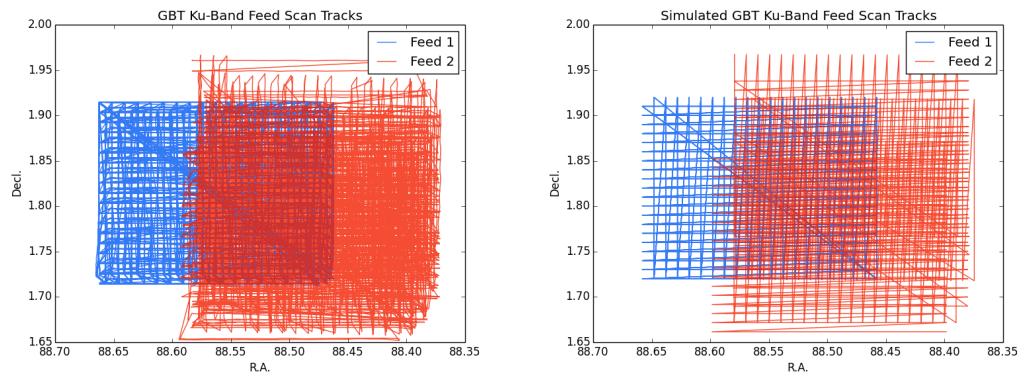 GBT Ku-Band Feed Scan Tracks
2.00
1.95
1.90
1.85
1.80
1.75
1.70
1.65
Decl.
88.70 88.65 88.60 88.55 88.50 88.45 88.40 88.35
R.A.
Feed 1
Feed 2
Simulated GBT Ku-Band Feed Scan Tracks
2.00
1.95
1.90
1.85
1.80
1.75
1.70
1.65
Decl.
88.70 88.65 88.60 88.55 88.50 88.45 88.40 88.35
R.A.
Feed 1
Feed 2